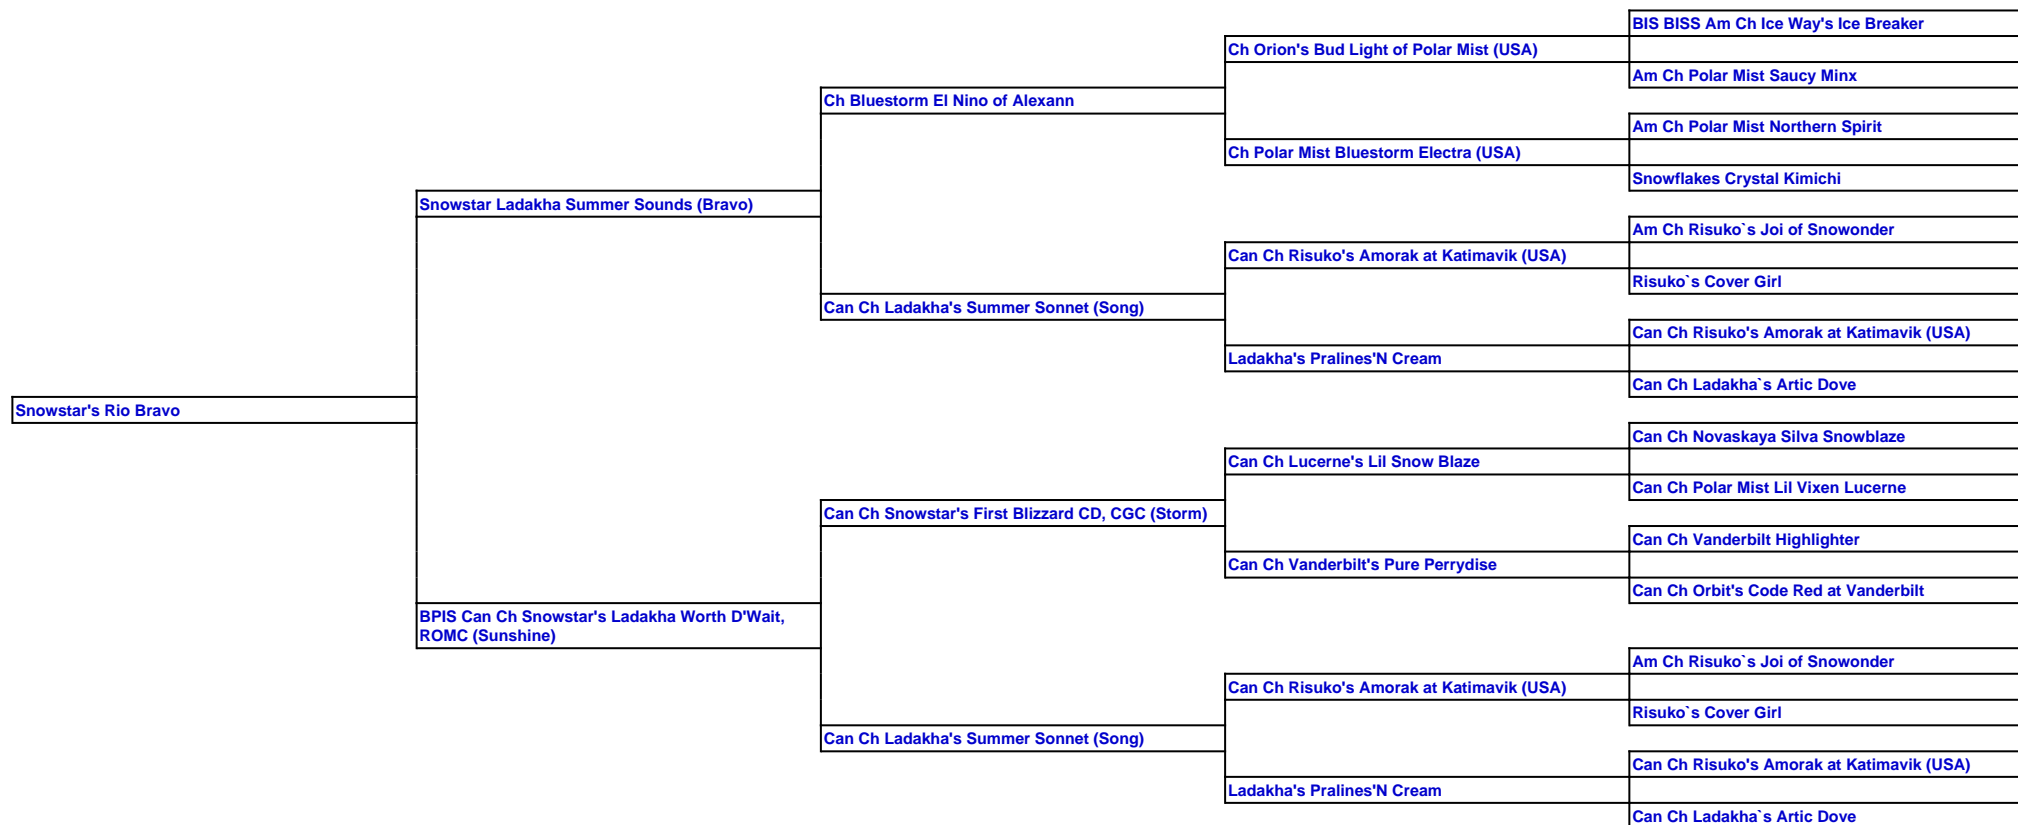 BIS BISS Am Ch Ice Way's Ice Breaker
Ch Orion's Bud Light of Polar Mist (USA)
Am Ch Polar Mist Saucy Minx
Ch Bluestorm El Nino of Alexann
Am Ch Polar Mist Northern Spirit
Ch Polar Mist Bluestorm Electra (USA)
Snowflakes Crystal Kimichi
Snowstar Ladakha Summer Sounds (Bravo)
Am Ch Risuko`s Joi of Snowonder
Can Ch Risuko's Amorak at Katimavik (USA)
Risuko`s Cover Girl
Can Ch Ladakha's Summer Sonnet (Song)
Can Ch Risuko's Amorak at Katimavik (USA)
Ladakha's Pralines'N Cream
Can Ch Ladakha`s Artic Dove
Snowstar's Rio Bravo
Can Ch Novaskaya Silva Snowblaze
Can Ch Lucerne's Lil Snow Blaze
Can Ch Polar Mist Lil Vixen Lucerne
Can Ch Snowstar's First Blizzard CD, CGC (Storm)
Can Ch Vanderbilt Highlighter
Can Ch Vanderbilt's Pure Perrydise
Can Ch Orbit's Code Red at Vanderbilt
BPIS Can Ch Snowstar's Ladakha Worth D'Wait,
ROMC (Sunshine)
Am Ch Risuko`s Joi of Snowonder
Can Ch Risuko's Amorak at Katimavik (USA)
Risuko`s Cover Girl
Can Ch Ladakha's Summer Sonnet (Song)
Can Ch Risuko's Amorak at Katimavik (USA)
Ladakha's Pralines'N Cream
Can Ch Ladakha`s Artic Dove